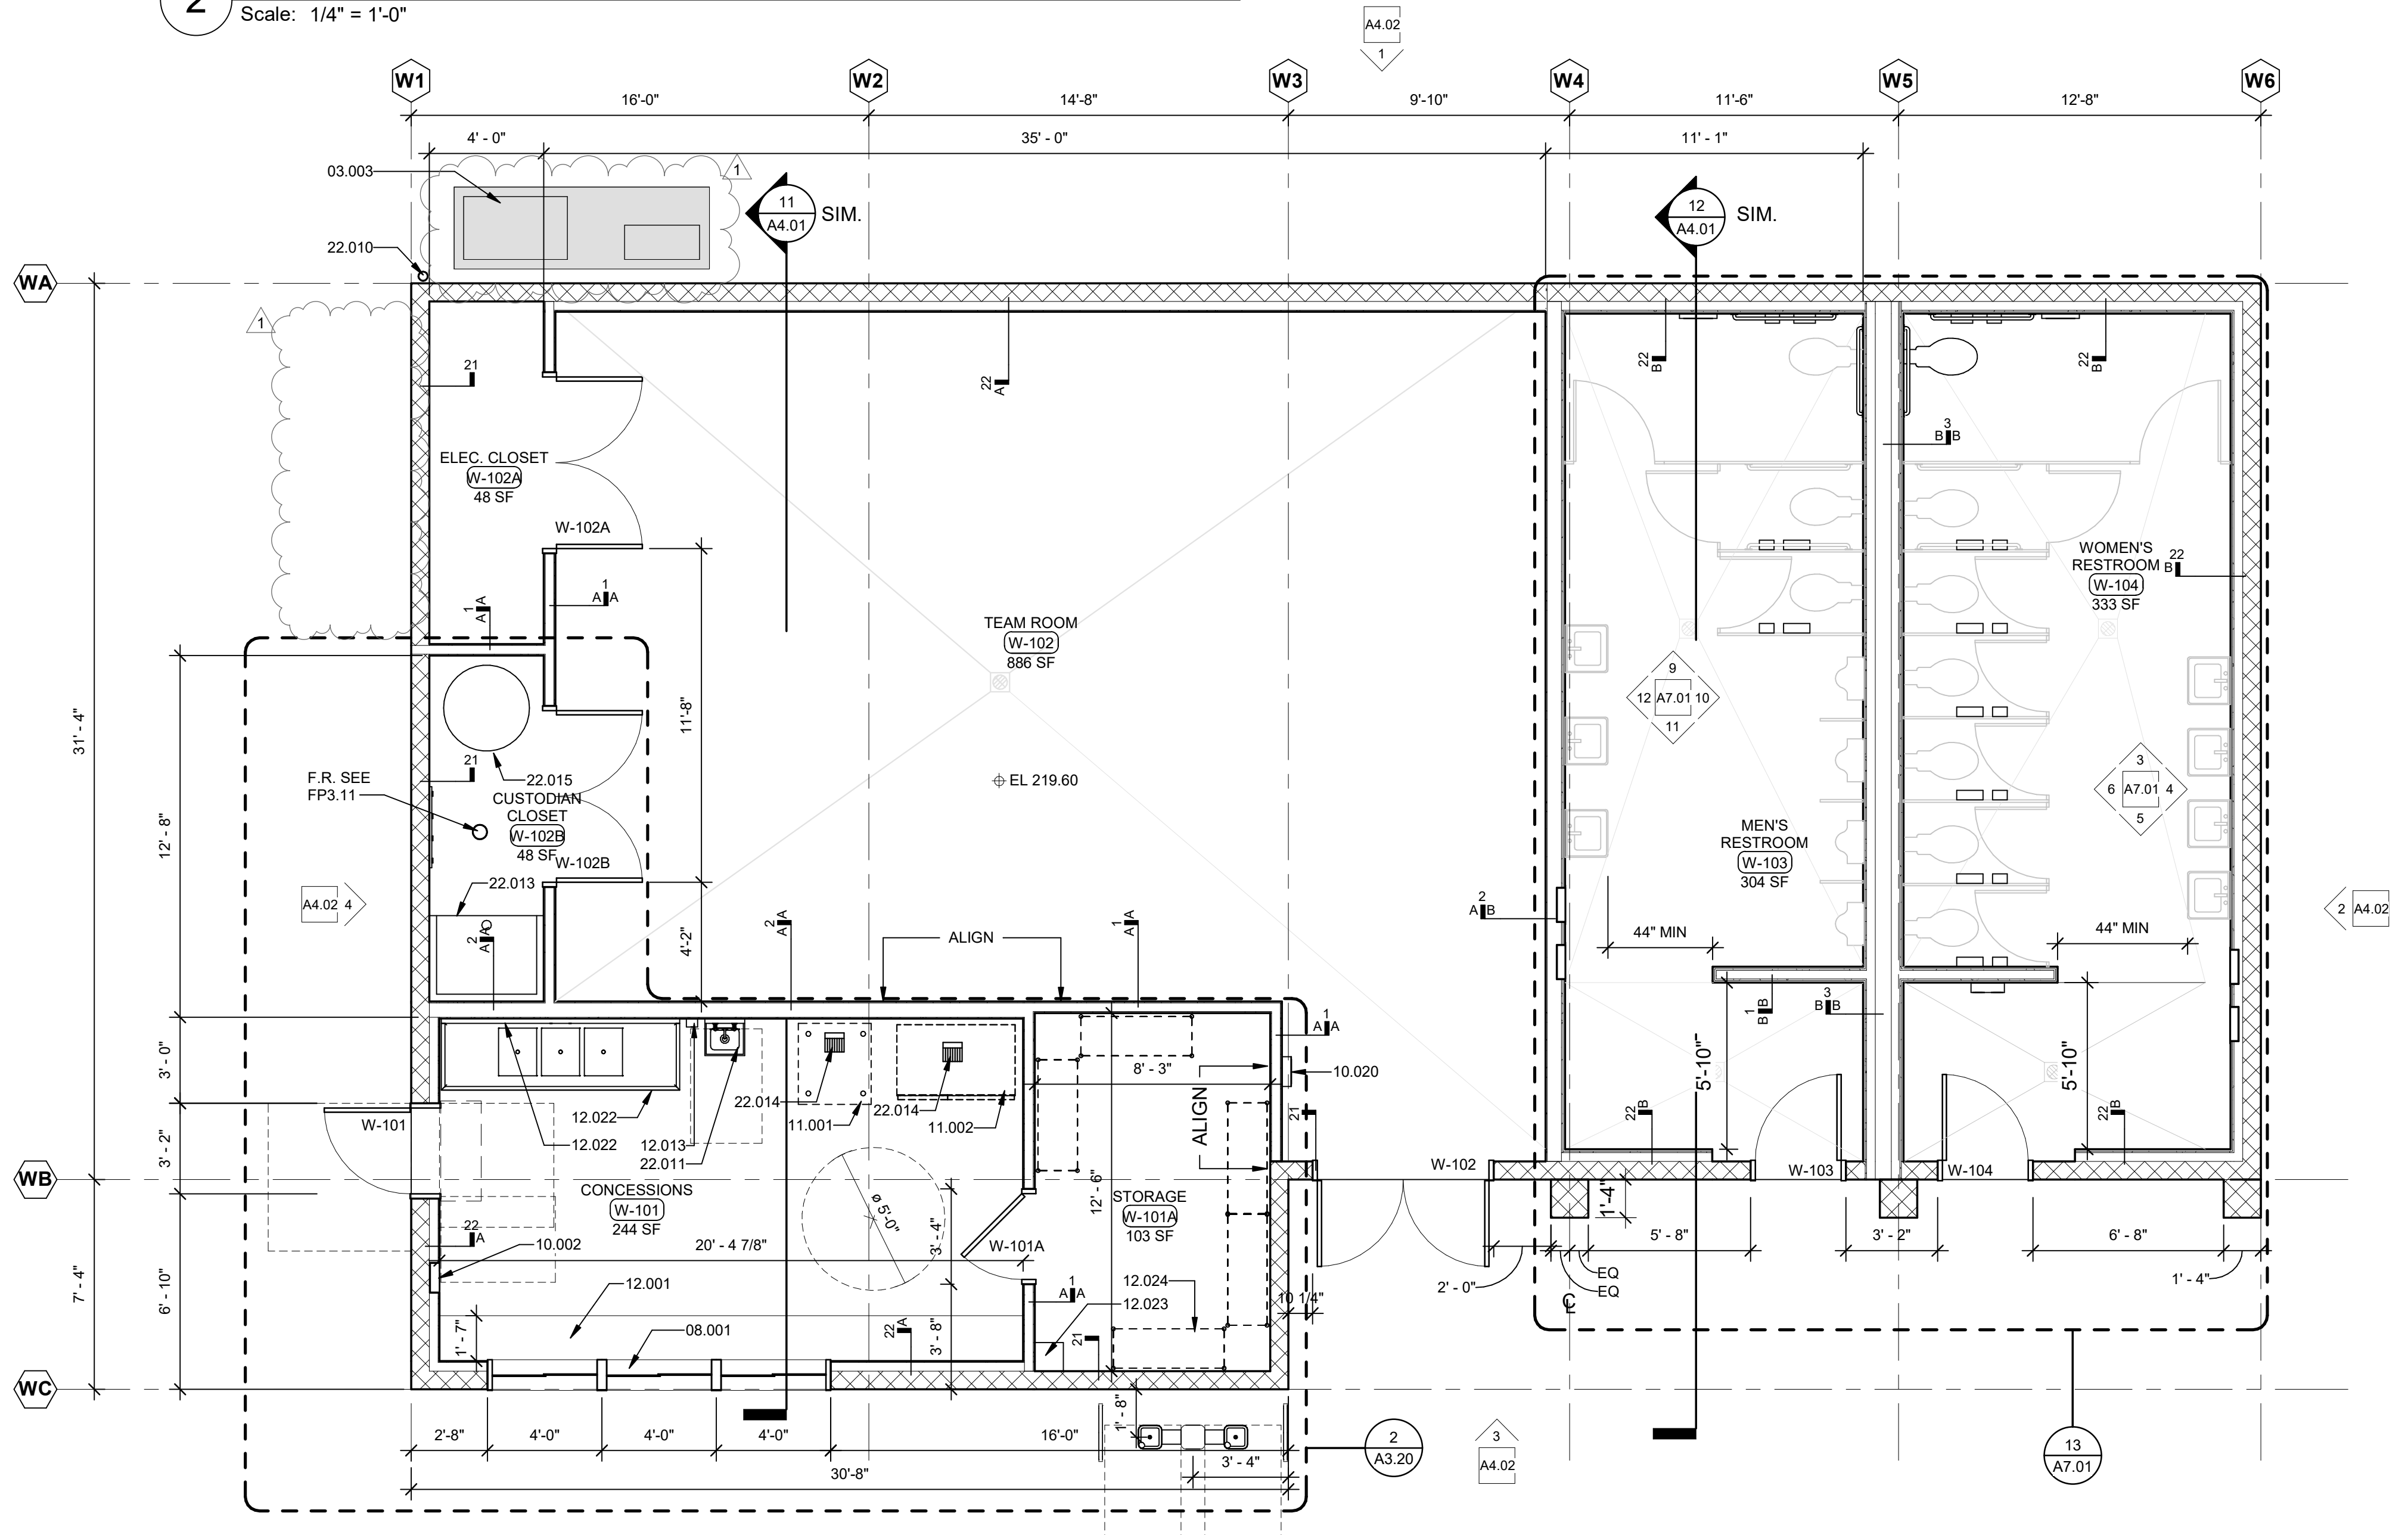 2
Scale: 1/4" = 1'-0"
A4.02
1
W1
W2
W3
W4
W5
W6
16'-0"
14'-8"
9'-10"
11'-6"
12'-8"
4' - 0"
35' - 0"
11' - 1"
03.003
1
11
A4.01
SIM.
12
A4.01
SIM.
22.010
WA
1
21
22
A
22
B
22
B
3
B B
ELEC. CLOSET
W-102A
48 SF
W-102A
1
A A
1
A A
WOMEN'S
RESTROOM
W-104
333 SF
22
B
TEAM ROOM
W-102
886 SF
9
12 A7.01 10
11
31' - 4"
11'-8"
21
22.015
F.R. SEE
FP3.11
CUSTODIAN
CLOSET
W-102B
48 SF
W-102B
EL 219.60
3
6 A7.01 4
5
12' - 8"
MEN'S
RESTROOM
W-103
304 SF
22.013
A4.02 4
2
A A
2
A A
1
A A
2
A B
2 A4.02
4'-2"
ALIGN
44" MIN
44" MIN
1
B B
3
B B
1
A A
3' - 0"
8' - 3"
10.020
5'-10"
5'-10"
22.014
22.014
12.022
11.001
11.002
ALIGN
21
22
B
22
B
W-101
12.022
12.013
22.011
3' - 2"
WB
W-102
W-103
W-104
CONCESSIONS
W-101
244 SF
ø 5'-0"
12' - 6"
STORAGE
W-101A
103 SF
1'-4"
22
A
10.002
20' - 4 7/8"
3' - 4"
W-101A
5' - 8"
3' - 2"
6' - 8"
7' - 4"
6' - 10"
12.001
1
A A
12.024
12.023
10 1/4"
2' - 0"
EQ
EQ
1' - 4"
08.001
1' - 7"
22
A
3' - 8"
21
WC
1' - 8"
2'-8"
4'-0"
4'-0"
4'-0"
16'-0"
3' - 4"
30'-8"
2
A3.20
3
A4.02
13
A7.01